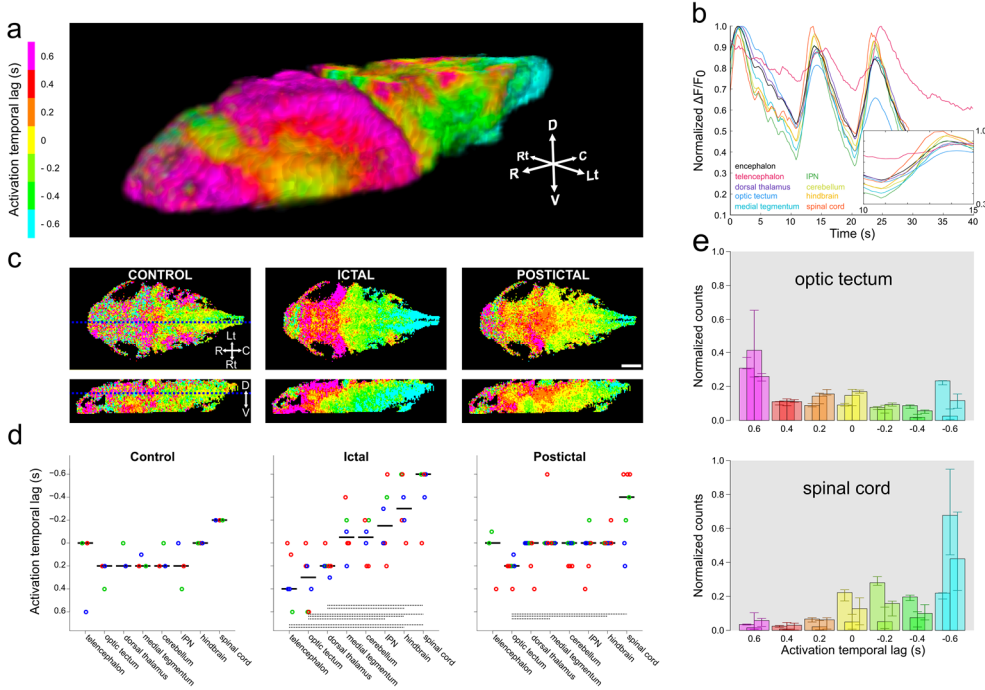 a
Activation temporal lag (s)
0.6
0.4
0.2
0
- 0.2
- 0.4
- 0.6
D
Rt
C
R
Lt
V
b
Normalized ΔF/F0
1.0
0.9
0.8
0.7
0.6
0.5
0.4
0.3
0.2
0.1
encephalon
telencephalon
IPN
dorsal thalamus
cerebellum
optic tectum
hindbrain
medial tegmentum
spinal cord
1.0
0.3
10
15
0
5
10
15
20
25
30
35
40
Time (s)
c
CONTROL
ICTAL
POSTICTAL
Lt
R
C
Rt
D
V
d
Activation temporal lag (s)
Control
Ictal
Postictal
−0.6
−0.4
−0.2
0
0.2
0.4
0.6
telencephalon
optic tectum
dorsal thalamus
medial tegmentum
cerebellum
IPN
hindbrain
spinal cord
telencephalon
optic tectum
dorsal thalamus
medial tegmentum
cerebellum
IPN
hindbrain
spinal cord
telencephalon
optic tectum
dorsal thalamus
medial tegmentum
cerebellum
IPN
hindbrain
spinal cord
e
Normalized counts
optic tectum
1.0
0.8
0.6
0.4
0.2
0.0
0.6
0.4
0.2
0
-0.2
-0.4
-0.6
Normalized counts
spinal cord
1.0
0.8
0.6
0.4
0.2
0.0
0.6
0.4
0.2
0
-0.2
-0.4
-0.6
Activation temporal lag (s)